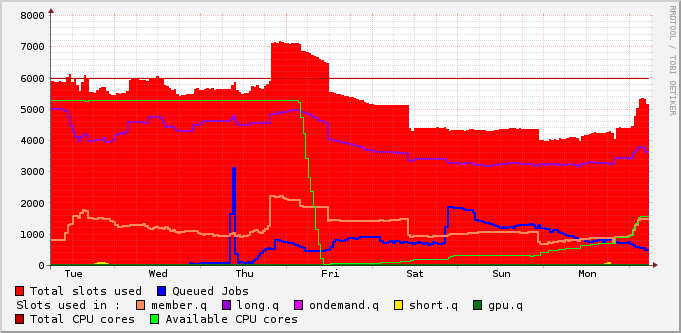 8000
7000
6000
5000
4000
3000
2000
1000
0
Tue Wed Thu Fri Sat Sun Mon
RRDTOOL / TOBI OETIKER
Total slots used Queued Jobs
Slots used in : member.q long.q ondemand.q short.q gpu.q
Total CPU cores Available CPU cores